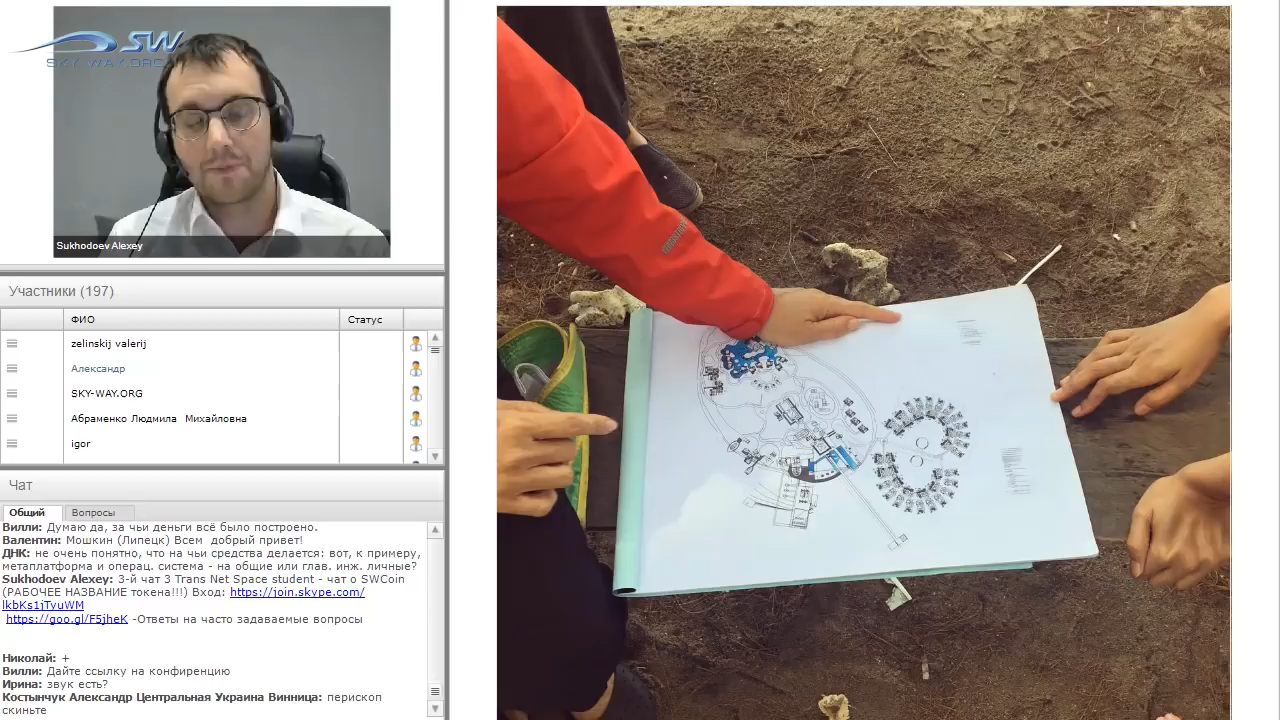 SW
SKY-WAY.ORG
Sukhodoev Alexey
Участники (197)
ФИО
Статус
zelinskij valerij
Александр
SKY-WAY.ORG
Абраменко Людмила Михайловна
igor
Чат
Общий
Вопросы
Вилли: Думаю да, за чьи деньги всё было построено.
Валентин: Мошкин (Липецк) Всем добрый привет!
ДНК: не очень понятно, что на чьи средства делается: вот, к примеру,
метаплатформа и операц. система - на общие или глав. инж. личные?
Sukhodoev Alexey: 3-й чат 3 Trans Net Space student - чат о SWCoin
(РАБОЧЕЕ НАЗВАНИЕ токена!!!) Вход: https://join.skype.com/
lkbKs1jTyuWM
https://goo.gl/F5jheK -Ответы на часто задаваемые вопросы
Николай: +
Вилли: Дайте ссылку на конфиренцию
Ирина: звук есть?
Костынчук Александр Центральная Украина Винница: перископ
скиньте